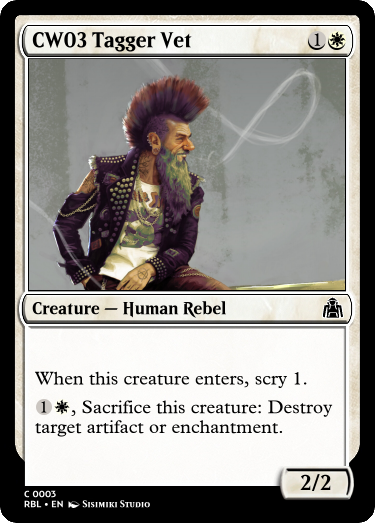 CW03 Tagger Vet 1
Creature — Human Rebel
When this creature enters, scry 1.
1, Sacrifice this creature: Destroy
target artifact or enchantment.
2/2
C 0003
RBL • EN Sisimiki Studio